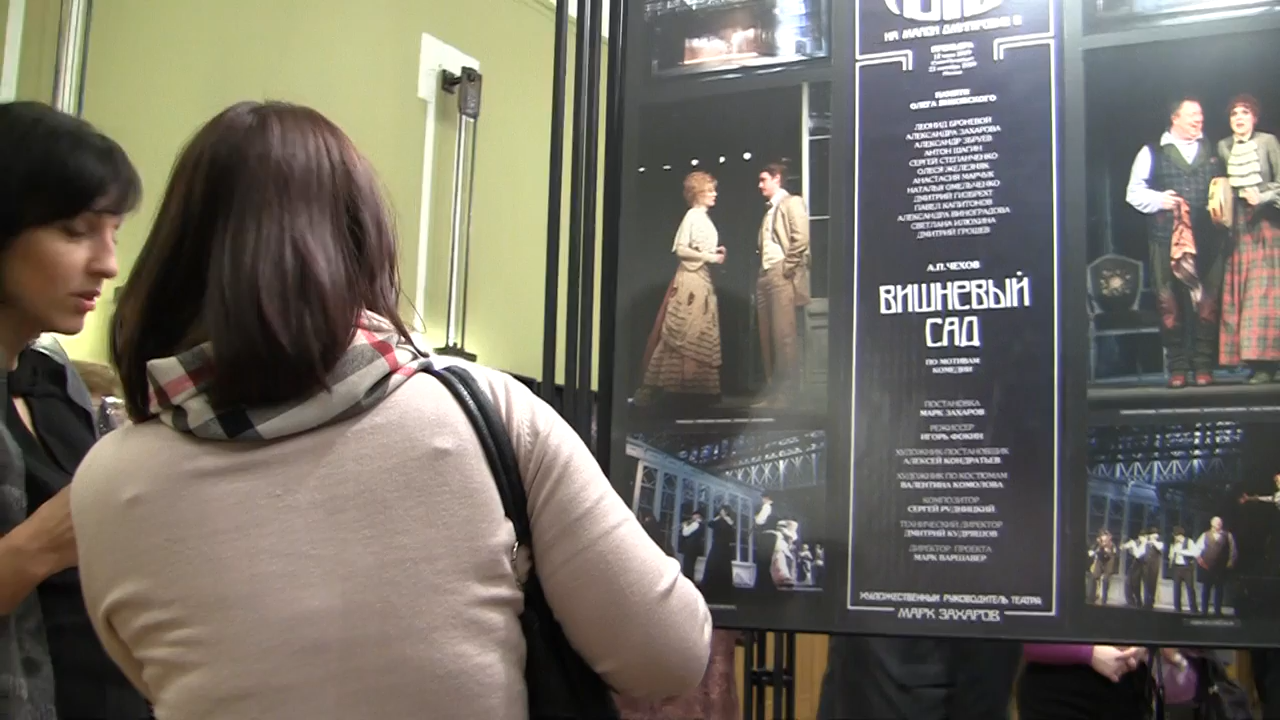 НА МАЛОЙ ДМИТРОВКЕ 6
ПРЕМЬЕРА
ПАМЯТИ
ОЛЕГА ЯНКОВСКОГО
ЛЕОНИД БРОНЕВОЙ
АЛЕКСАНДРА ЗАХАРОВА
АЛЕКСАНДР ЗБРУЕВ
АНТОН ШАГИН
СЕРГЕЙ СТЕПАНЧЕНКО
ОЛЕСЯ ЖЕЛЕЗНЯК
АНАСТАСИЯ МАРЧУК
НАТАЛЬЯ ОМЕЛЬЧЕНКО
ДМИТРИЙ ГИЗБРЕХТ
ПАВЕЛ КАПИТОНОВ
АЛЕКСАНДРА ВИНОГРАДОВА
СВЕТЛАНА ИЛЮХИНА
ДМИТРИЙ ГРОШЕВ
А.П. ЧЕХОВ
ВИШНЕВЫЙ
САД
ПО МОТИВАМ
КОМЕДИИ
ПОСТАНОВКА
МАРК ЗАХАРОВ
РЕЖИССЕР
ИГОРЬ ФОКИН
ХУДОЖНИК-ПОСТАНОВЩИК
АЛЕКСЕЙ КОНДРАТЬЕВ
ХУДОЖНИК ПО КОСТЮМАМ
ВАЛЕНТИНА КОМОЛОВА
КОМПОЗИТОР
СЕРГЕЙ РУДНИЦКИЙ
ТЕХНИЧЕСКИЙ ДИРЕКТОР
ДМИТРИЙ КУДРЯШОВ
ДИРЕКТОР ПРОЕКТА
МАРК ВАРШАВЕР
ХУДОЖЕСТВЕННЫЙ РУКОВОДИТЕЛЬ ТЕАТРА
МАРК ЗАХАРОВ